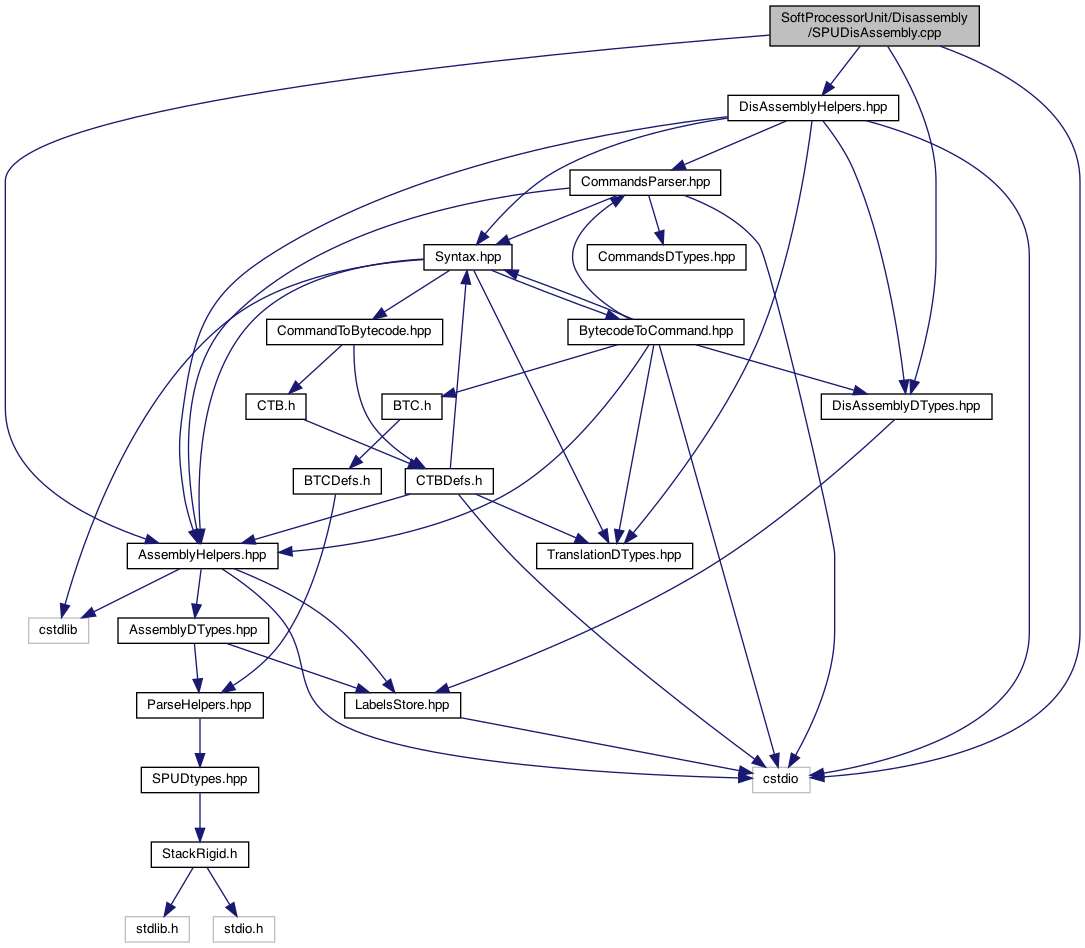 SoftProcessorUnit/Disassembly
/SPUDisAssembly.cpp
DisAssemblyHelpers.hpp
CommandsParser.hpp
Syntax.hpp
CommandsDTypes.hpp
CommandToBytecode.hpp
BytecodeToCommand.hpp
CTB.h
BTC.h
DisAssemblyDTypes.hpp
BTCDefs.h
CTBDefs.h
AssemblyHelpers.hpp
TranslationDTypes.hpp
cstdlib
AssemblyDTypes.hpp
ParseHelpers.hpp
LabelsStore.hpp
SPUDtypes.hpp
cstdio
StackRigid.h
stdlib.h
stdio.h